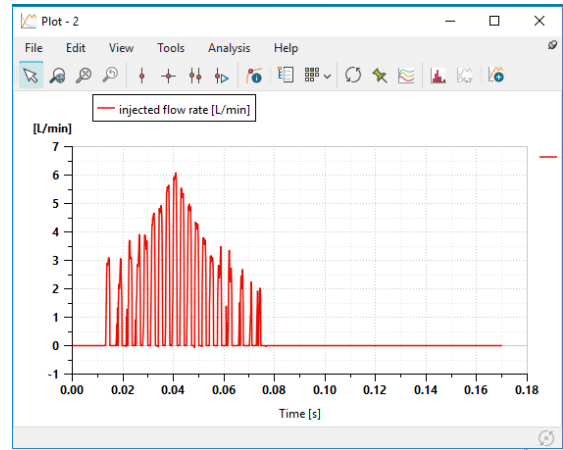 Plot - 2
File Edit View Tools Analysis Help
injected flow rate [L/min]
[L/min]
7
6
5
4
3
2
1
0
-1
0.00 0.02 0.04 0.06 0.08 0.10 0.12 0.14 0.16 0.18
Time [s]